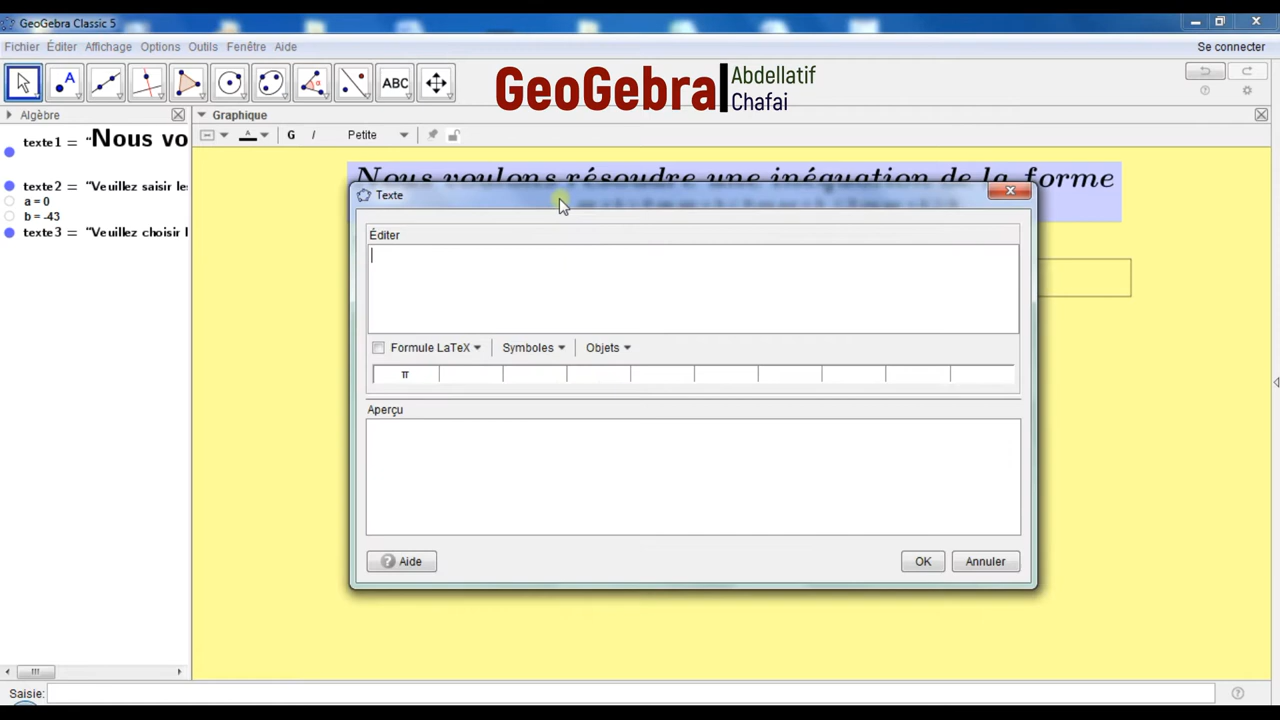 GeoGebra Classic 5
Fichier Éditer Affichage Options Outils Fenêtre Aide
Se connecter
A
ABC
GeoGebra
Abdellatif
Chafai
Algèbre
Graphique
texte1 = "Nous vo
A G I Petite
texte2 = "Veuillez saisir les
a = 0
b = -43
texte3 = "Veuillez choisir l
Nous voulons résoudre une inéquation de la forme
Texte
Éditer
Formule LaTeX Symboles Objets
π
Aperçu
Aide
OK
Annuler
Saisie: